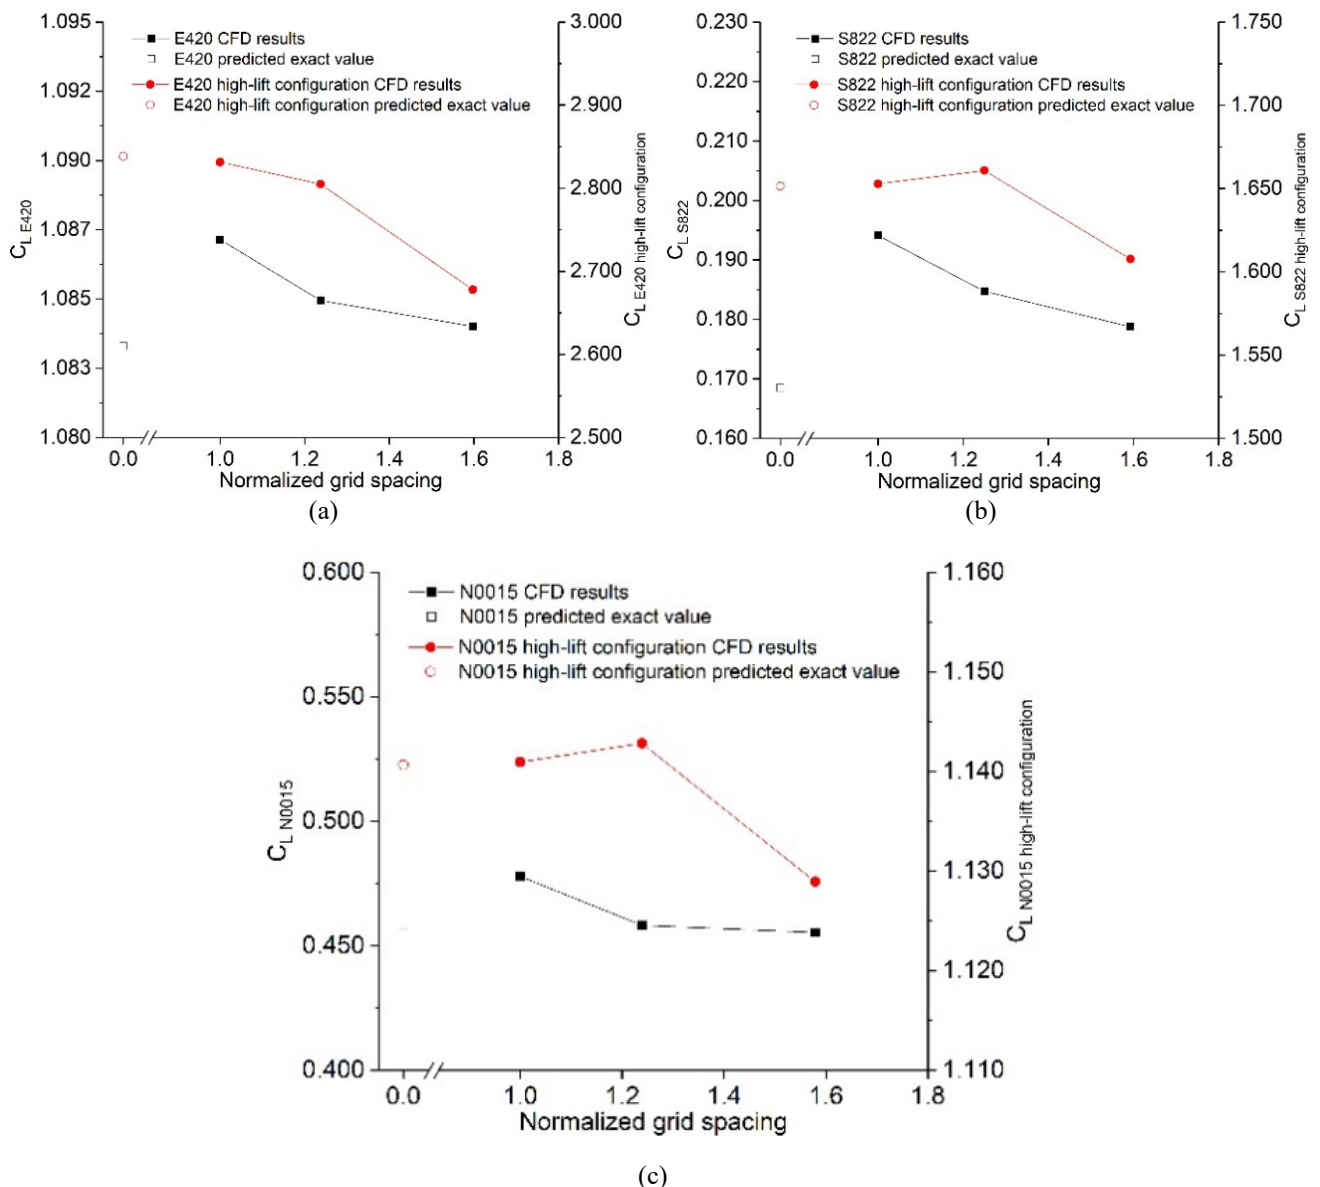 1.095
1.092
1.090
1.087
1.085
1.083
1.080
C_L E420
E420 CFD results
E420 predicted exact value
E420 high-lift configuration CFD results
E420 high-lift configuration predicted exact value
3.000
2.900
2.800
2.700
2.600
2.500
C_L E420 high-lift configuration
0.0 1.0 1.2 1.4 1.6 1.8
Normalized grid spacing
(a)
0.230
0.220
0.210
0.200
0.190
0.180
0.170
0.160
C_L S822
S822 CFD results
S822 predicted exact value
S822 high-lift configuration CFD results
S822 high-lift configuration predicted exact value
1.750
1.700
1.650
1.600
1.550
1.500
C_L S822 high-lift configuration
0.0 1.0 1.2 1.4 1.6 1.8
Normalized grid spacing
(b)
0.600
0.550
0.500
0.450
0.400
C_L N0015
N0015 CFD results
N0015 predicted exact value
N0015 high-lift configuration CFD results
N0015 high-lift configuration predicted exact value
1.160
1.150
1.140
1.130
1.120
1.110
C_L N0015 high-lift configuration
0.0 1.0 1.2 1.4 1.6 1.8
Normalized grid spacing
(c)